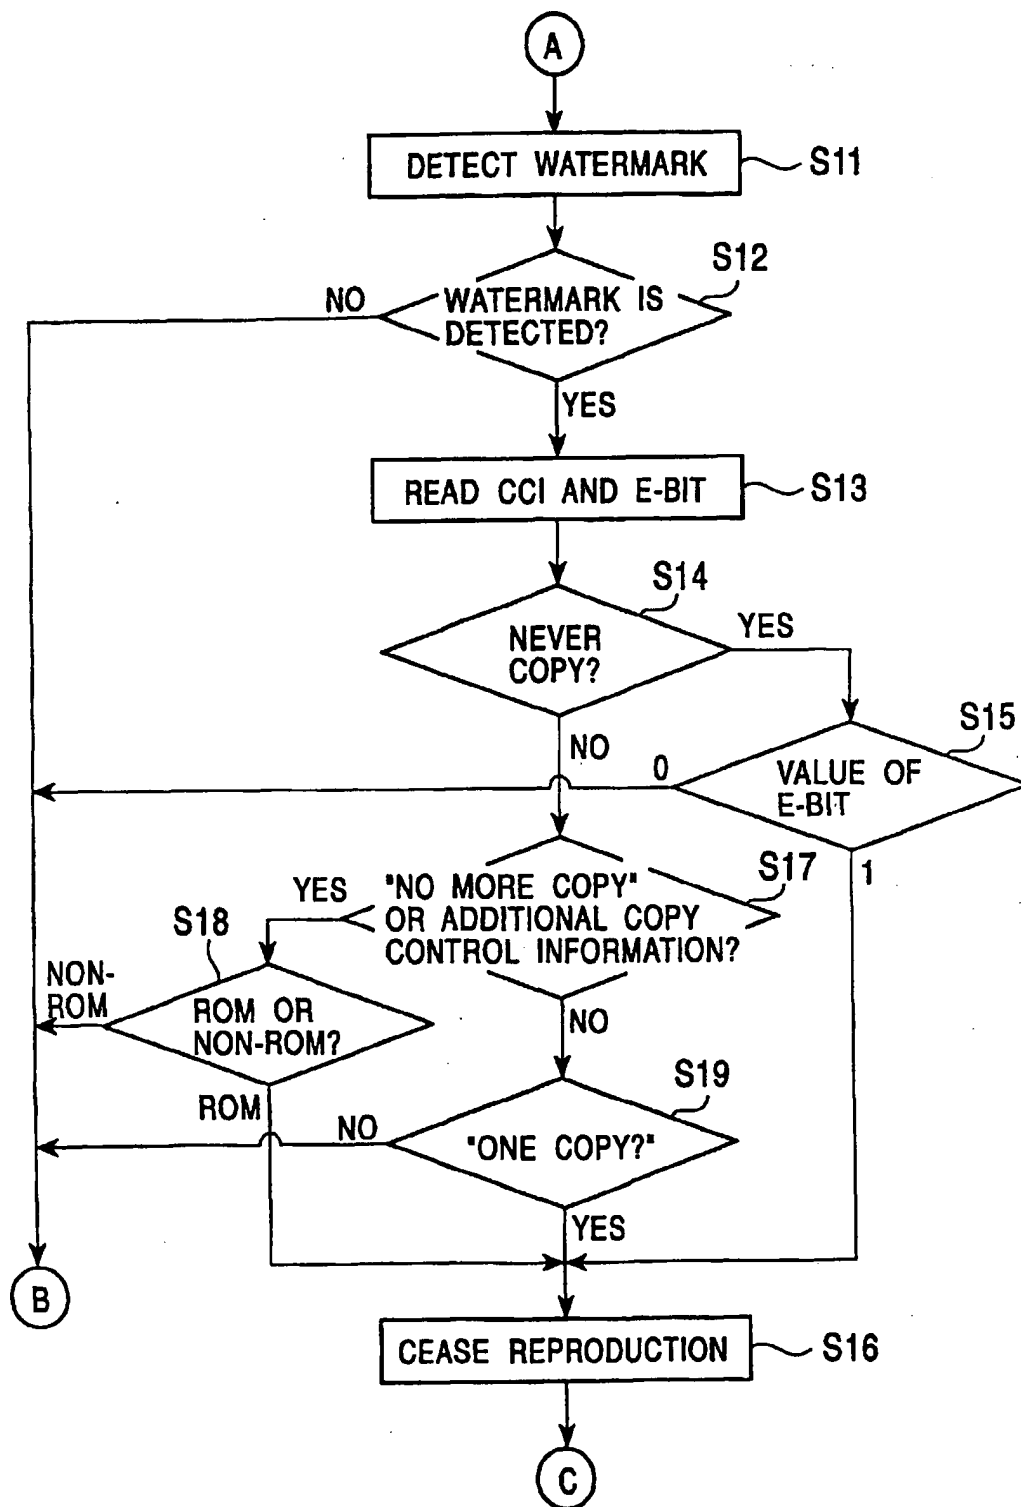 A
DETECT WATERMARK
S11
S12
NO
WATERMARK IS
DETECTED?
YES
READ CCI AND E-BIT
S13
S14
NEVER
COPY?
YES
NO
S15
0
VALUE OF
E-BIT
1
S17
YES
"NO MORE COPY"
OR ADDITIONAL COPY
CONTROL INFORMATION?
S18
NON-
ROM
ROM OR
NON-ROM?
NO
ROM
S19
NO
"ONE COPY?"
YES
B
CEASE REPRODUCTION
S16
C